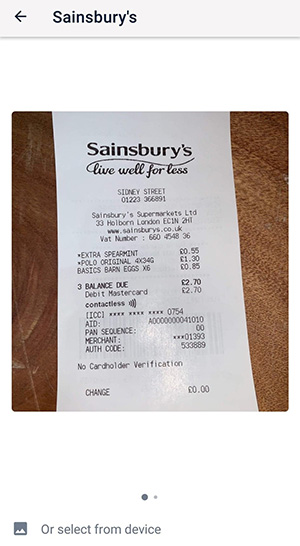 Sainsbury's
Sainsbury's
live well for less
SIDNEY STREET
01223 366891
Sainsbury's Supermarkets Ltd
33 Holborn London EC1N 2HT
www.sainsburys.co.uk
Vat Number : 660 4548 36
*EXTRA SPEARMINT £0.55
*POLO ORIGINAL 4X34G £1.30
BASICS BARN EGGS X6 £0.85
3 BALANCE DUE £2.70
Debit Mastercard £2.70
contactless
[ICC] **** **** **** 0754
AID: A0000000041010
PAN SEQUENCE: 00
MERCHANT: ***01393
AUTH CODE: 533889
No Cardholder Verification
CHANGE £0.00
Or select from device